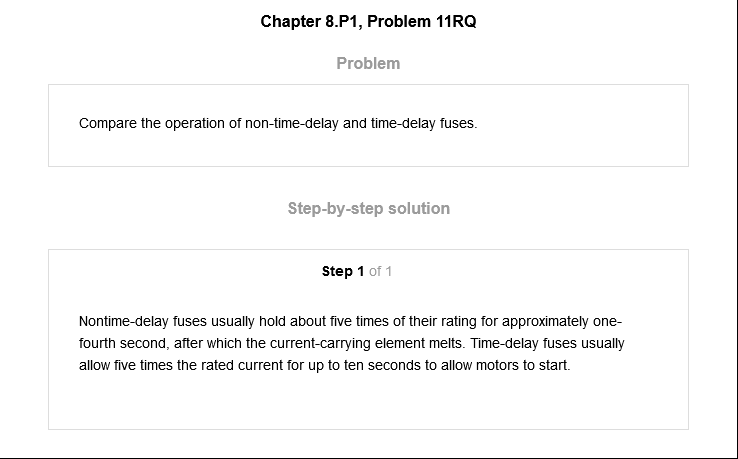 Chapter 8.P1, Problem 11RQ
Problem
Compare the operation of non-time-delay and time-delay fuses.
Step-by-step solution
Step 1 of 1
Nontime-delay fuses usually hold about five times of their rating for approximately one-
fourth second, after which the current-carrying element melts. Time-delay fuses usually
allow five times the rated current for up to ten seconds to allow motors to start.